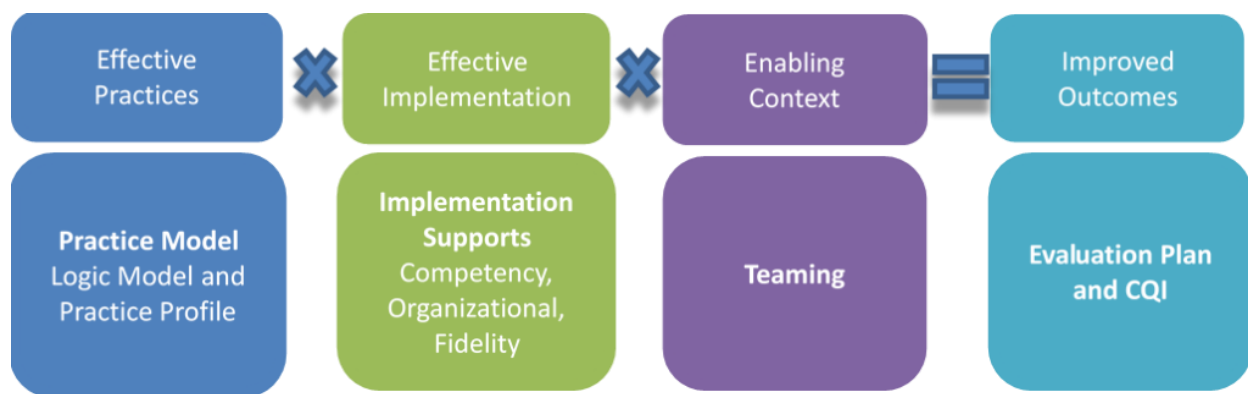 Effective
Practices
Effective
Implementation
Enabling
Context
Improved
Outcomes
Practice Model
Logic Model and
Practice Profile
Implementation
Supports
Competency,
Organizational,
Fidelity
Teaming
Evaluation Plan
and CQI